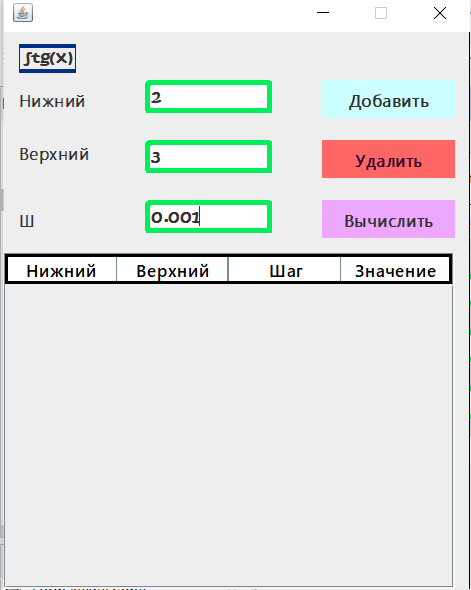 ∫tg(x)
Нижний 2 Добавить
Верхний 3 Удалить
Ш 0.001 Вычислить
Нижний Верхний Шаг Значение